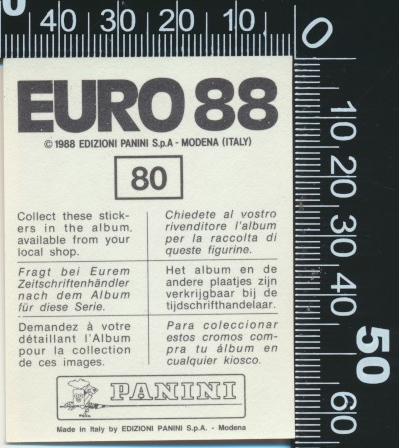 0
40 30 20 10
0
10 20 30 40 50 60
EURO 88
© 1988 EDIZIONI PANINI S.p.A - MODENA (ITALY)
80
Collect these stick-
ers in the album,
available from your
local shop.
Chiedete al vostro
rivenditore l'album
per la raccolta di
queste figurine.
Fragt bei Eurem
Zeitschriftenhändler
nach dem Album
für diese Serie.
Het album en de
andere plaatjes zijn
verkrijgbaar bij de
tijdschrifthandelaar.
Demandez à votre
détaillant l'Album
pour la collection
de ces images.
Para coleccionar
estos cromos com-
pra tu álbum en
cualquier kiosco.
PANINI
Made in Italy by EDIZIONI PANINI S.p.A. - Modena